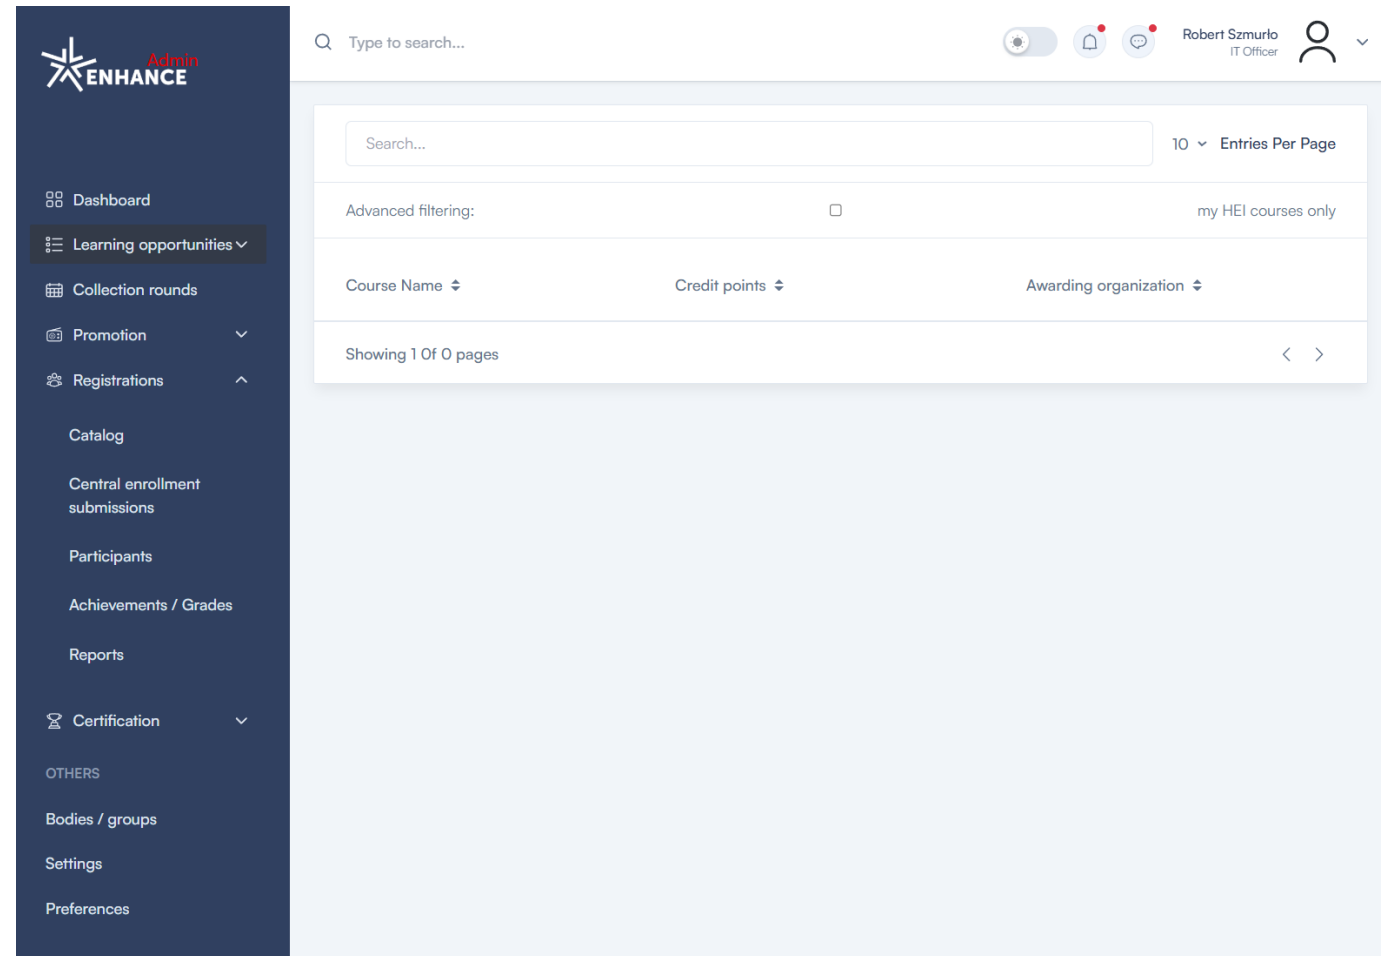 Admin
ENHANCE
Dashboard
Learning opportunities
Collection rounds
Promotion
Registrations
Catalog
Central enrollment
submissions
Participants
Achievements / Grades
Reports
Certification
OTHERS
Bodies / groups
Settings
Preferences
Type to search...
Robert Szmurło
IT Officer
Search...
10 Entries Per Page
Advanced filtering: my HEI courses only
Course Name Credit points Awarding organization
Showing 1 Of 0 pages